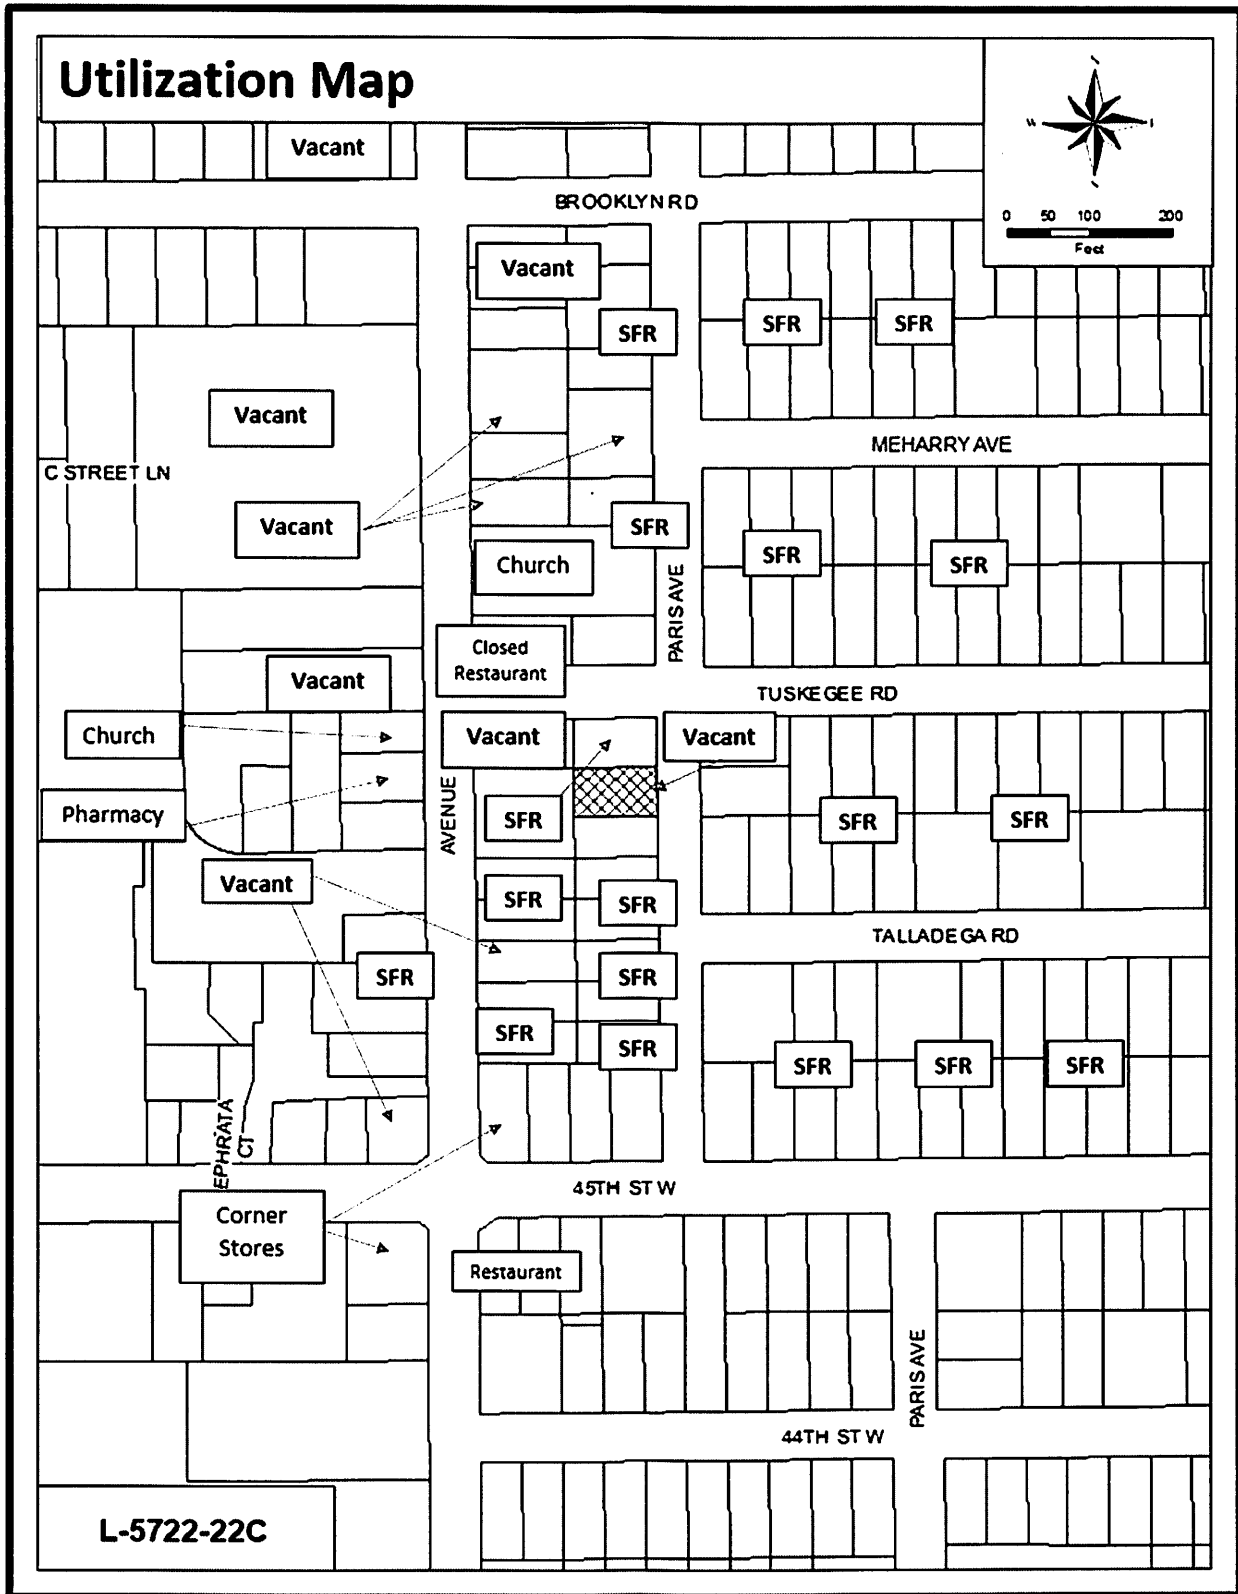 Utilization Map
W
0 50 100 200
Feet
Vacant
BROOKLYN RD
Vacant
SFR
SFR
SFR
Vacant
MEHARRY AVE
C STREET LN
Vacant
SFR
Church
SFR
SFR
PARIS AVE
Closed
Restaurant
Vacant
TUSKEGEE RD
Church
Vacant
Vacant
AVENUE
Pharmacy
SFR
SFR
SFR
Vacant
SFR
SFR
TALLADEGA RD
SFR
SFR
SFR
SFR
SFR
SFR
SFR
EPHRATA
CT
45TH ST W
Corner
Stores
Restaurant
PARIS AVE
44TH ST W
L-5722-22C